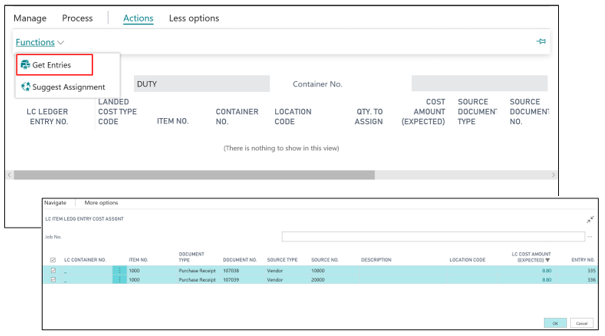 Manage Process Actions Less options
Functions
Get Entries
Suggest Assignment
DUTY Container No.
LC LEDGER ENTRY NO. LANDED COST TYPE CODE ITEM NO. CONTAINER NO. LOCATION CODE QTY. TO ASSIGN COST AMOUNT (EXPECTED) SOURCE DOCUMENT TYPE SOURCE DOCUMENT NO.
(There is nothing to show in this view)
Navigate More options
LC ITEM LEDG ENTRY COST ASSGNT
Job No.
LC CONTAINER NO. ITEM NO. DOCUMENT TYPE DOCUMENT NO. SOURCE TYPE SOURCE NO. DESCRIPTION LOCATION CODE LC COST AMOUNT (EXPECTED) ENTRY NO.
1000 Purchase Receipt 107038 Vendor 10000 8.80 335
1000 Purchase Receipt 107039 Vendor 20000 8.80 336
OK Cancel